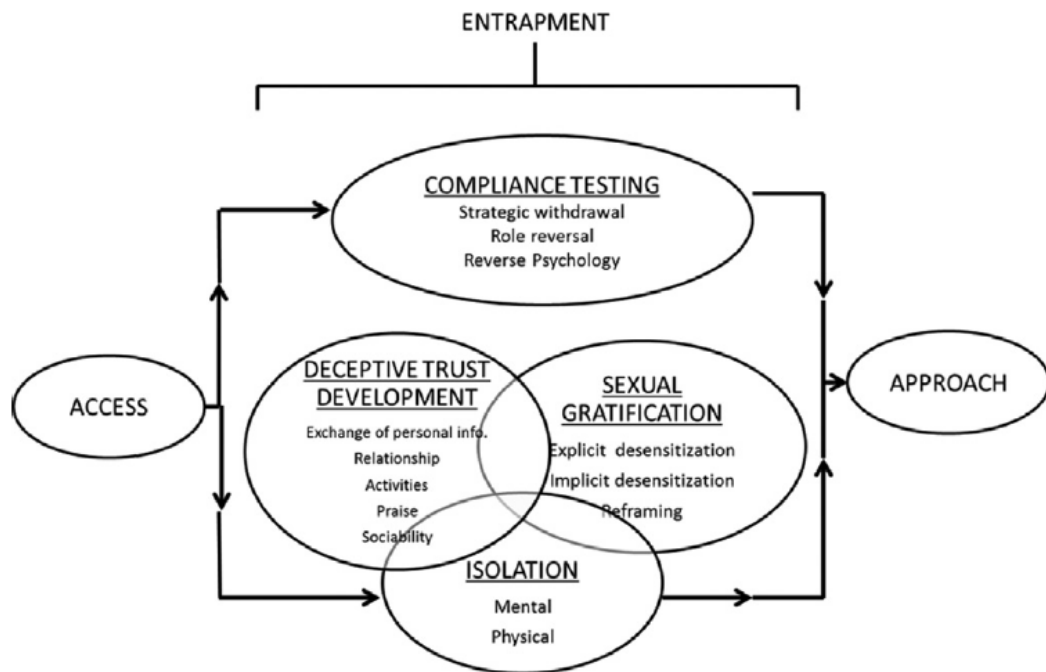 ENTRAPMENT
COMPLIANCE TESTING
Strategic withdrawal
Role reversal
Reverse Psychology
DECEPTIVE TRUST
DEVELOPMENT
Exchange of personal info.
Relationship
Activities
Praise
Sociability
SEXUAL
GRATIFICATION
Explicit desensitization
Implicit desensitization
Reframing
ACCESS
APPROACH
ISOLATION
Mental
Physical